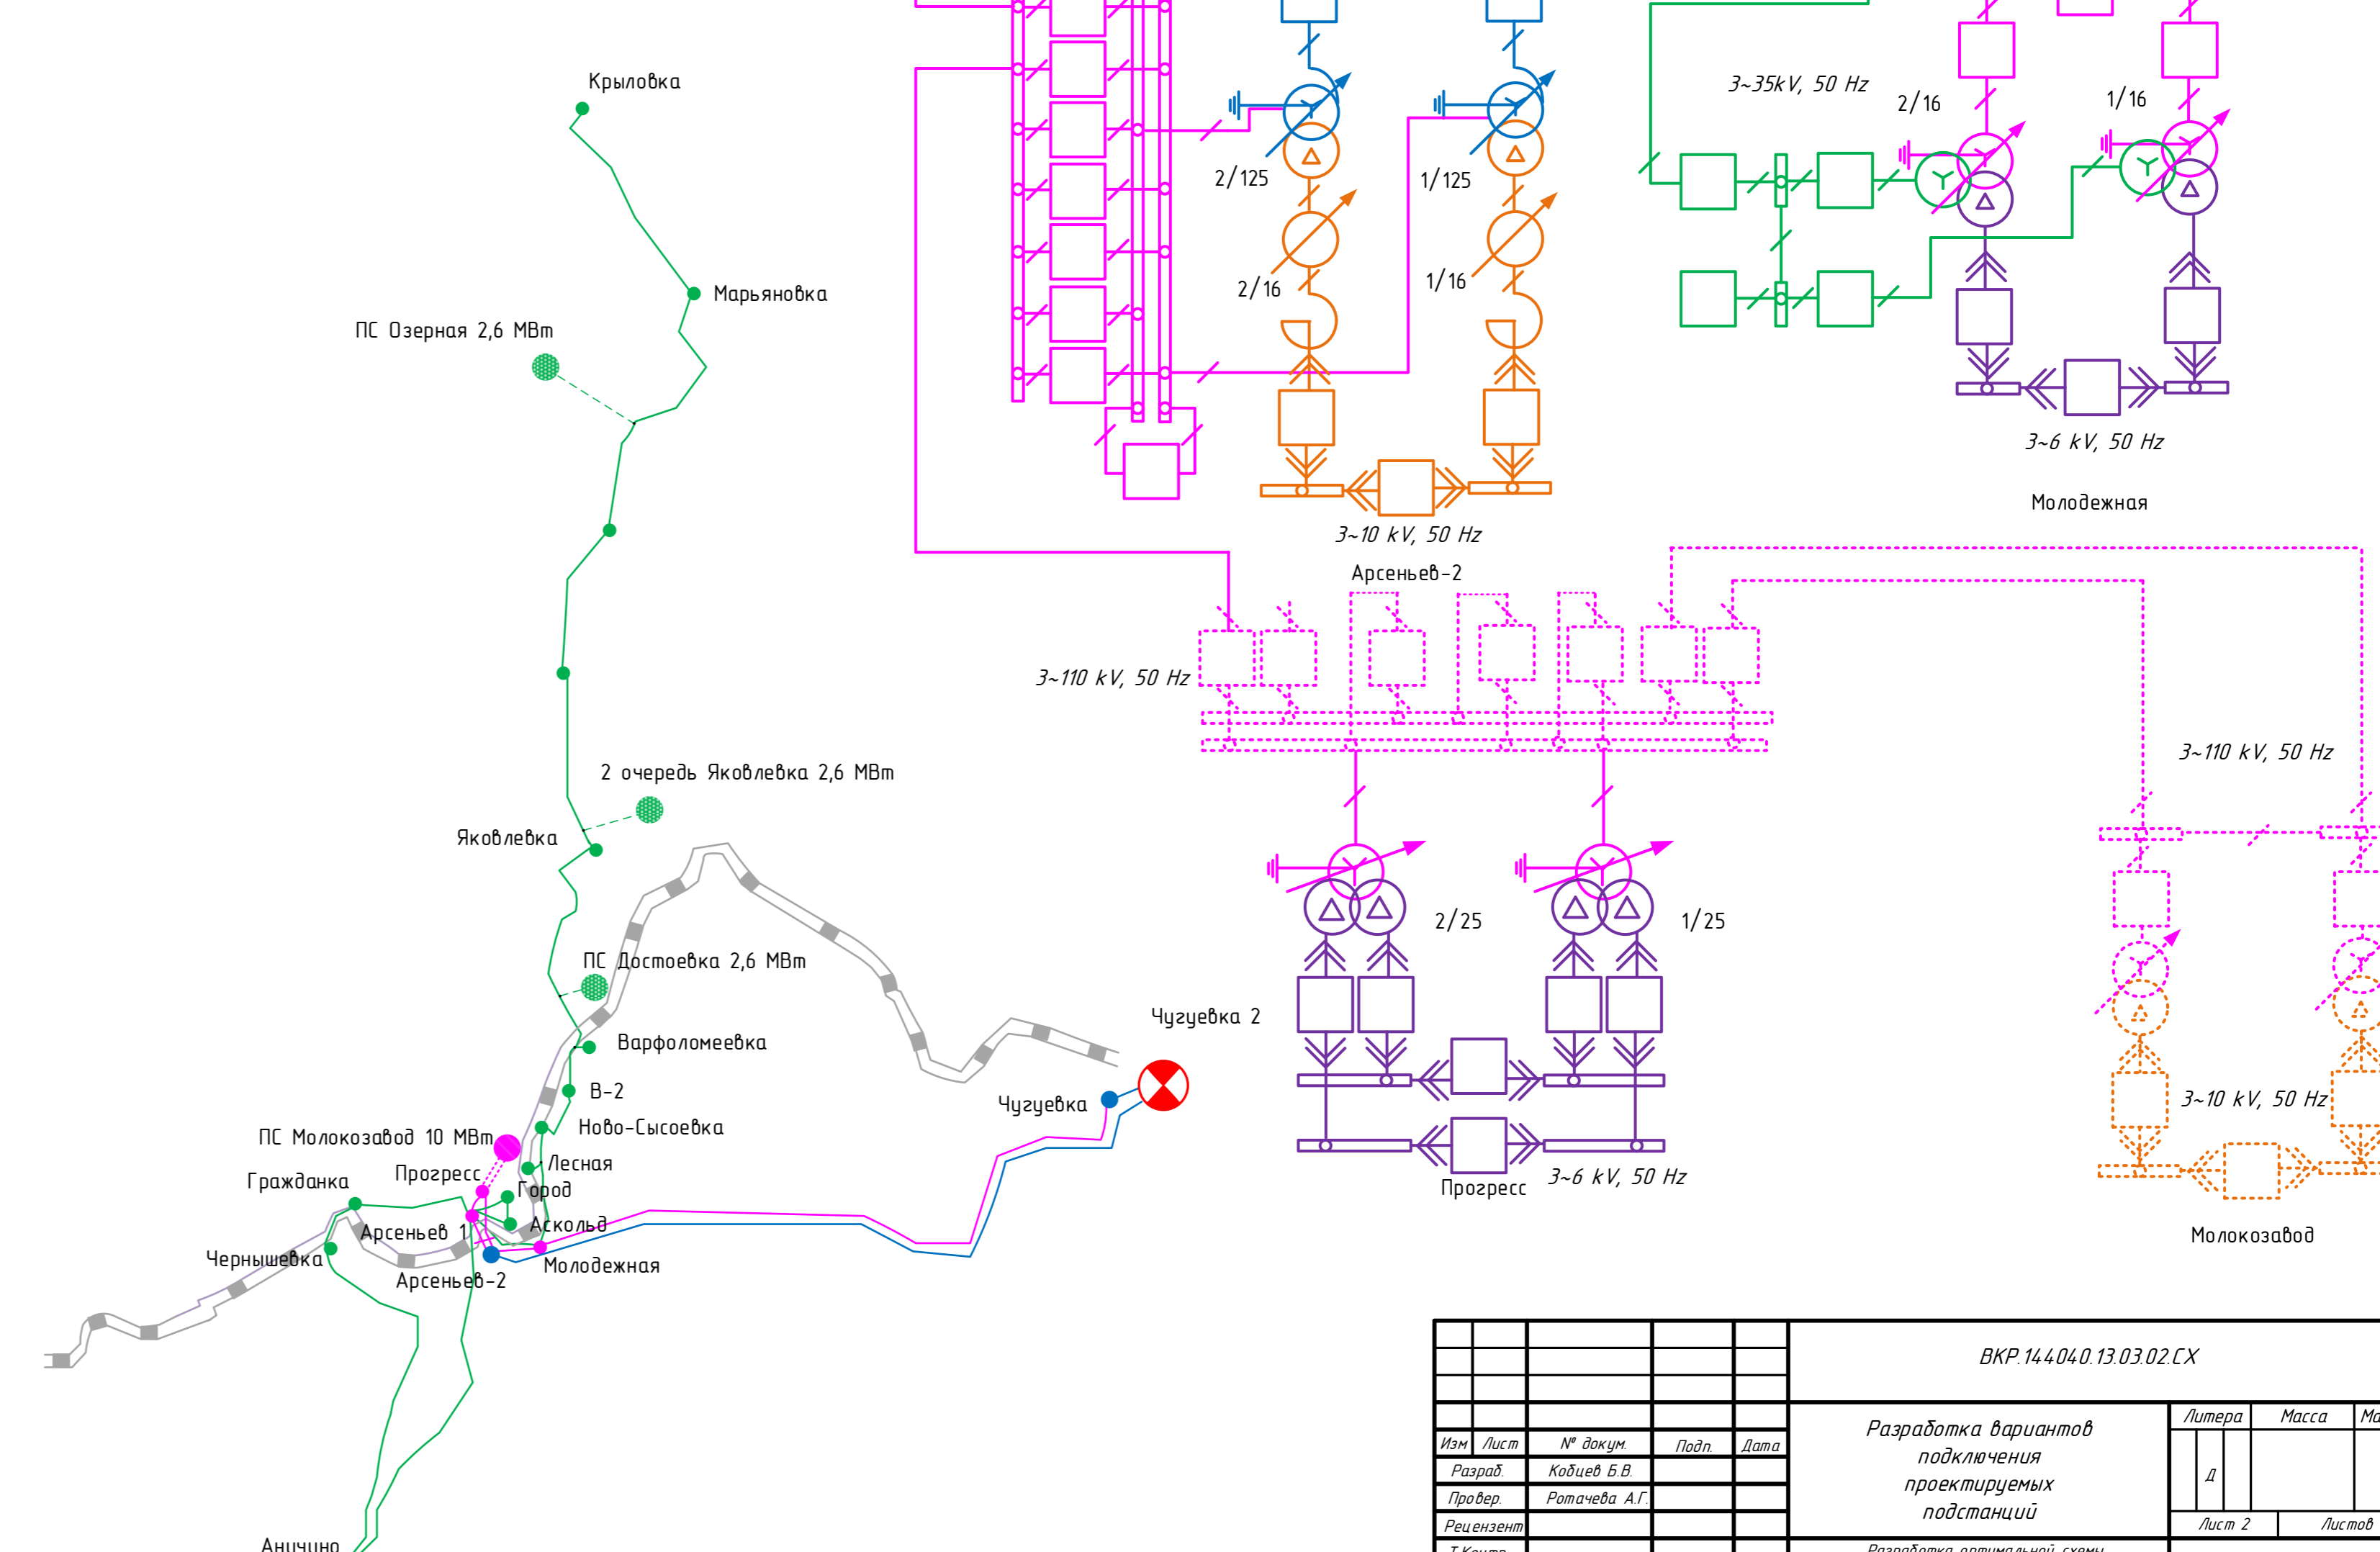 Крыловка
Марьяновка
ПС Озерная 2,6 МВт
2 очередь Яковлевка 2,6 МВт
Яковлевка
ПС Достоевка 2,6 МВт
Варфоломеевка
В-2
Ново-Сысоевка
ПС Молокозавод 10 МВт
Лесная
Прогресс
Гражданка
Город
Аскольд
Арсеньев 1
Чернышевка
Арсеньев-2
Молодежная
Чугуевка 2
Чугуевка
Анучино
2/125
1/125
2/16
1/16
3~10 kV, 50 Hz
Арсеньев-2
3~35kV, 50 Hz
2/16
1/16
3~6 kV, 50 Hz
Молодежная
3~110 kV, 50 Hz
2/25
1/25
Прогресс
3~6 kV, 50 Hz
3~110 kV, 50 Hz
3~10 kV, 50 Hz
Молокозавод
ВКР.144040.13.03.02.СХ
Изм Лист № докум. Подп. Дата
Разраб. Кобцев Б.В.
Провер. Ротачева А.Г.
Рецензент
Разработка вариантов
подключения
проектируемых
подстанций
Литера Масса
Д
Лист 2 Листов
Разработка оптимальной схемы